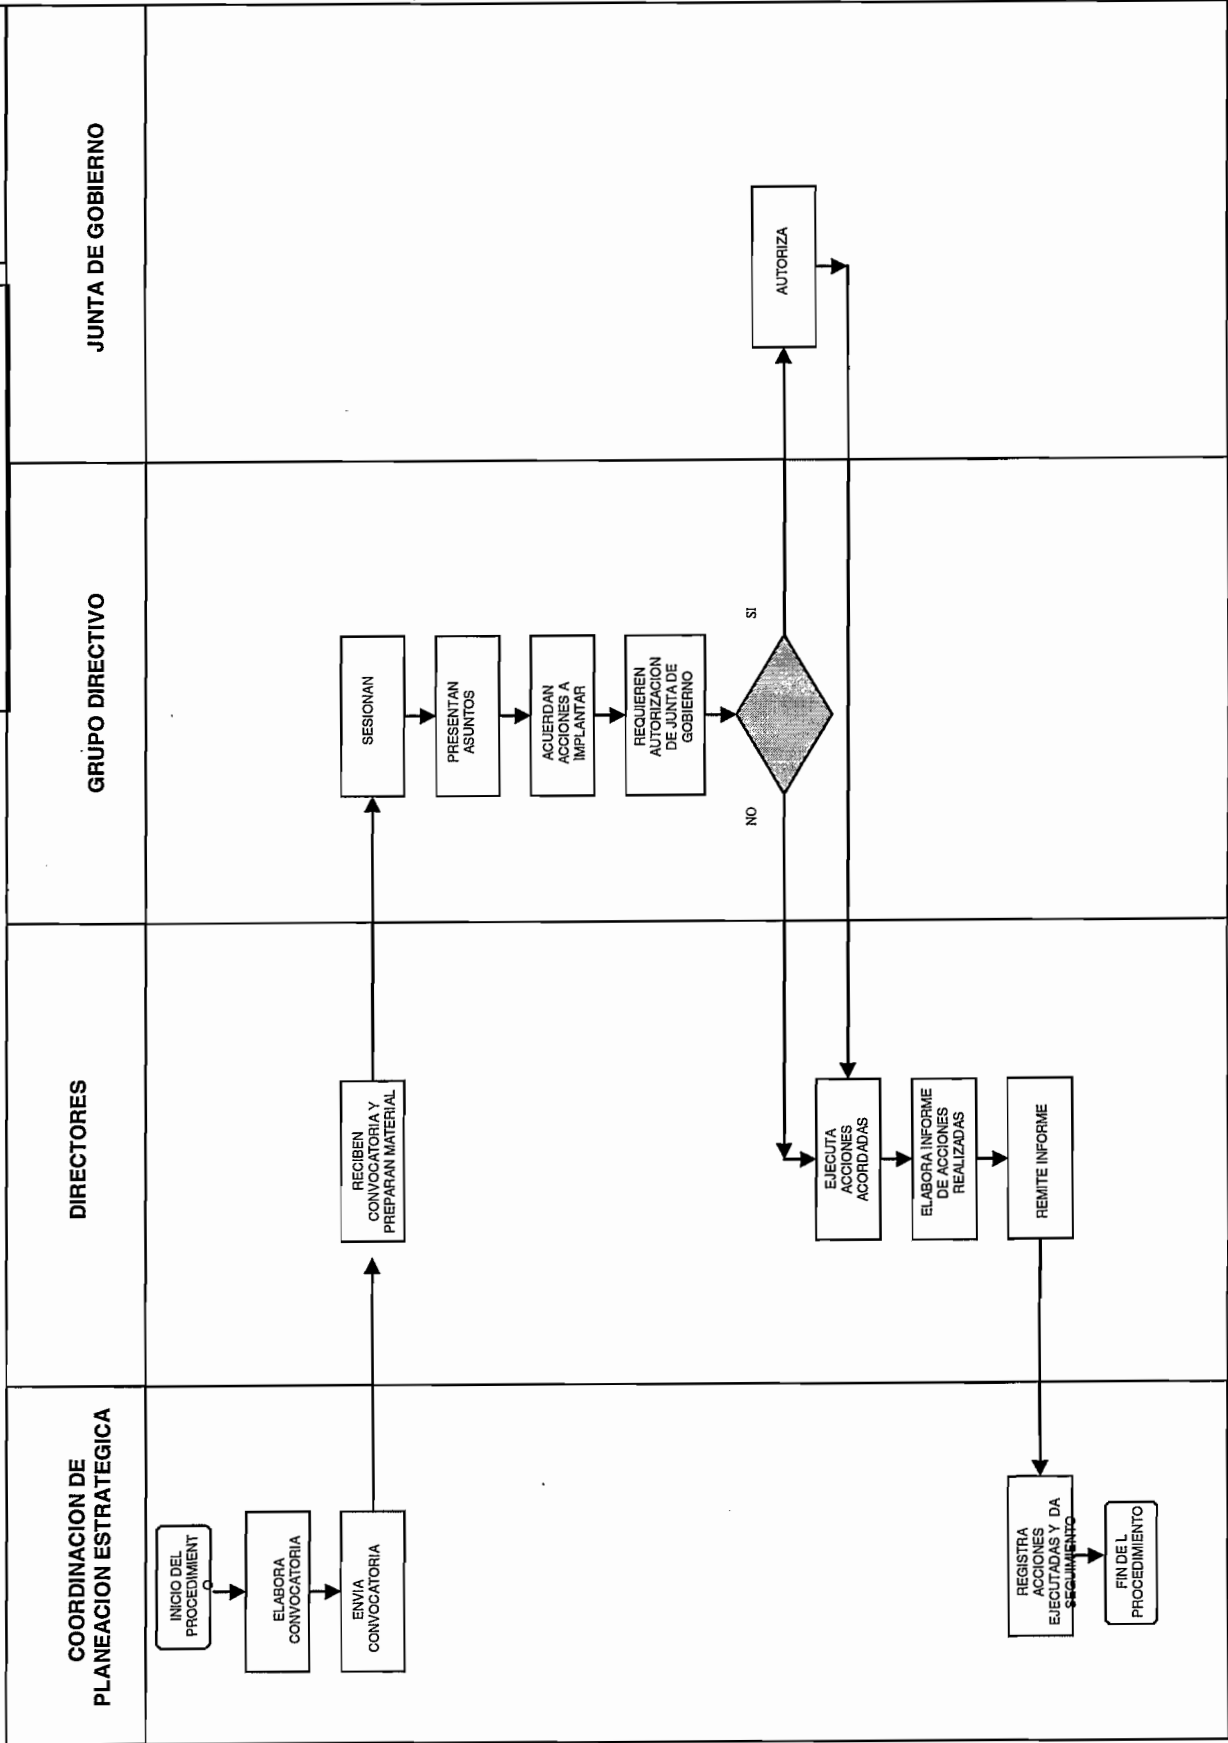 COORDINACION DE
PLANEACION ESTRATEGICA
DIRECTORES
GRUPO DIRECTIVO
JUNTA DE GOBIERNO
INICIO DEL
PROCEDIMIENT
O
ELABORA
CONVOCATORIA
ENVIA
CONVOCATORIA
RECIBEN
CONVOCATORIA Y
PREPARAN MATERIAL
SESIONAN
PRESENTAN
ASUNTOS
ACUERDAN
ACCIONES A
IMPLANTAR
REQUIEREN
AUTORIZACION
DE JUNTA DE
GOBIERNO
NO
SI
AUTORIZA
EJECUTA
ACCIONES
ACORDADAS
ELABORA INFORME
DE ACCIONES
REALIZADAS
REMITE INFORME
REGISTRA
ACCIONES
EJECUTADAS Y DA
SEGUIMIENTO
FIN DE L
PROCEDIMIENTO